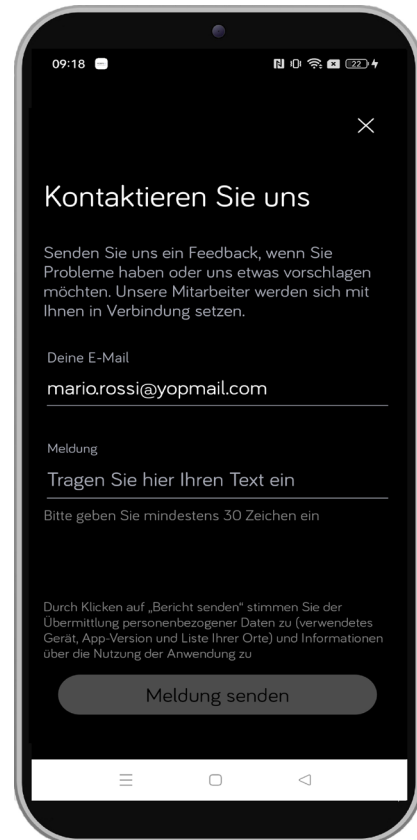 09:18
22
Kontaktieren Sie uns
Senden Sie uns ein Feedback, wenn Sie
Probleme haben oder uns etwas vorschlagen
möchten. Unsere Mitarbeiter werden sich mit
Ihnen in Verbindung setzen.
Deine E-Mail
mario.rossi@yopmail.com
Meldung
Tragen Sie hier Ihren Text ein
Bitte geben Sie mindestens 30 Zeichen ein
Durch Klicken auf „Bericht senden“ stimmen Sie der
Übermittlung personenbezogener Daten zu (verwendetes
Gerät, App-Version und Liste Ihrer Orte) und Informationen
über die Nutzung der Anwendung zu
Meldung senden